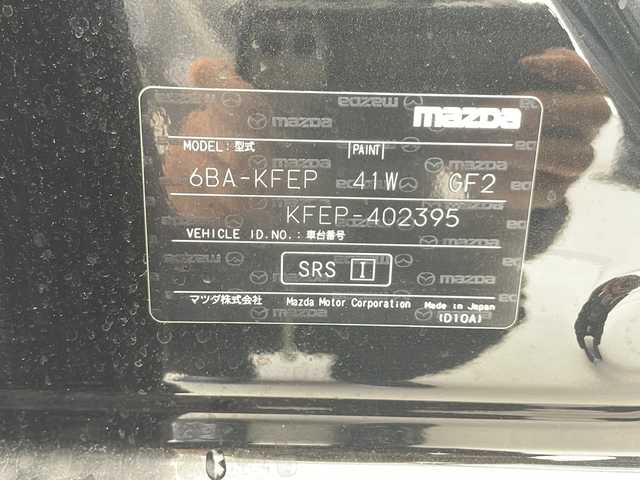 mazda
MODEL:型式 PAINT
6BA-KFEP 41W GF2
KFEP-402395
VEHICLE ID.NO.:車台番号
SRS I
マツダ株式会社 Mazda Motor Corporation Made in Japan
(D10A)